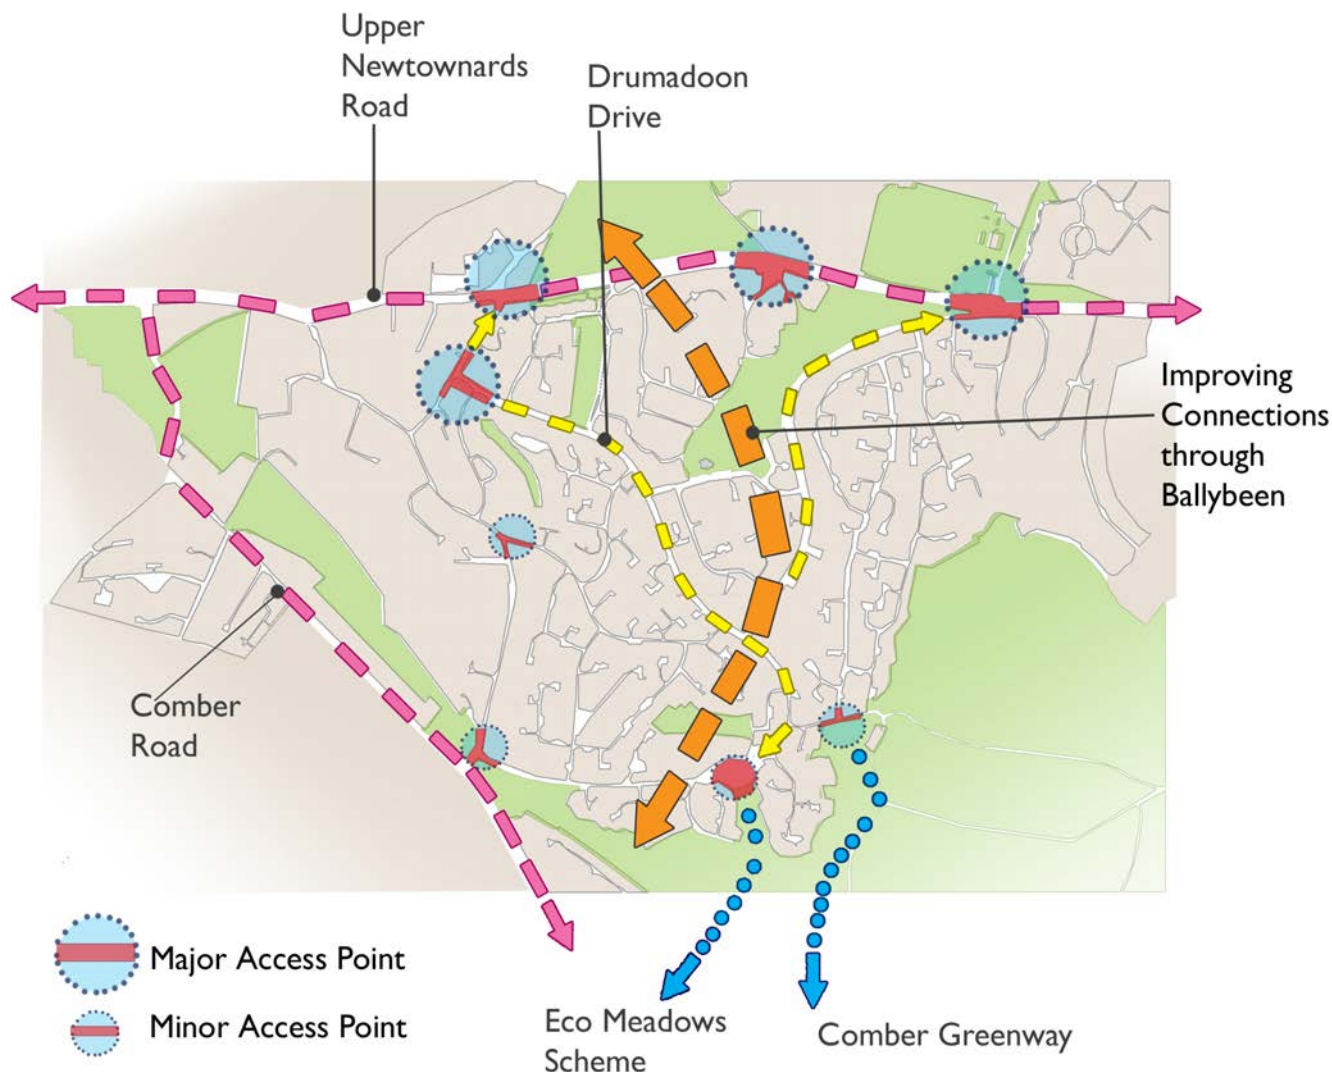 Upper
Newtownards
Road
Drumadoon
Drive
Improving
Connections
through
Ballybeen
Comber
Road
Major Access Point
Minor Access Point
Eco Meadows
Scheme
Comber Greenway